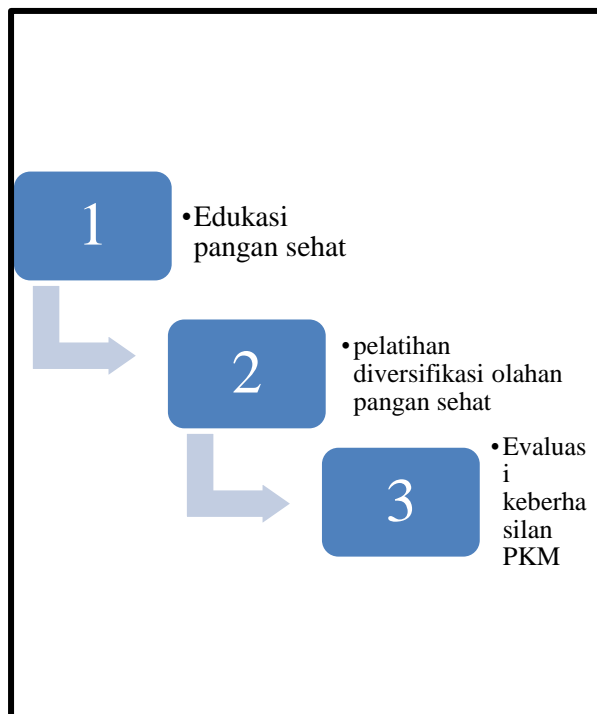 1
•Edukasi
pangan sehat
2
•pelatihan
diversifikasi olahan
pangan sehat
3
•Evaluas
i
keberha
silan
PKM